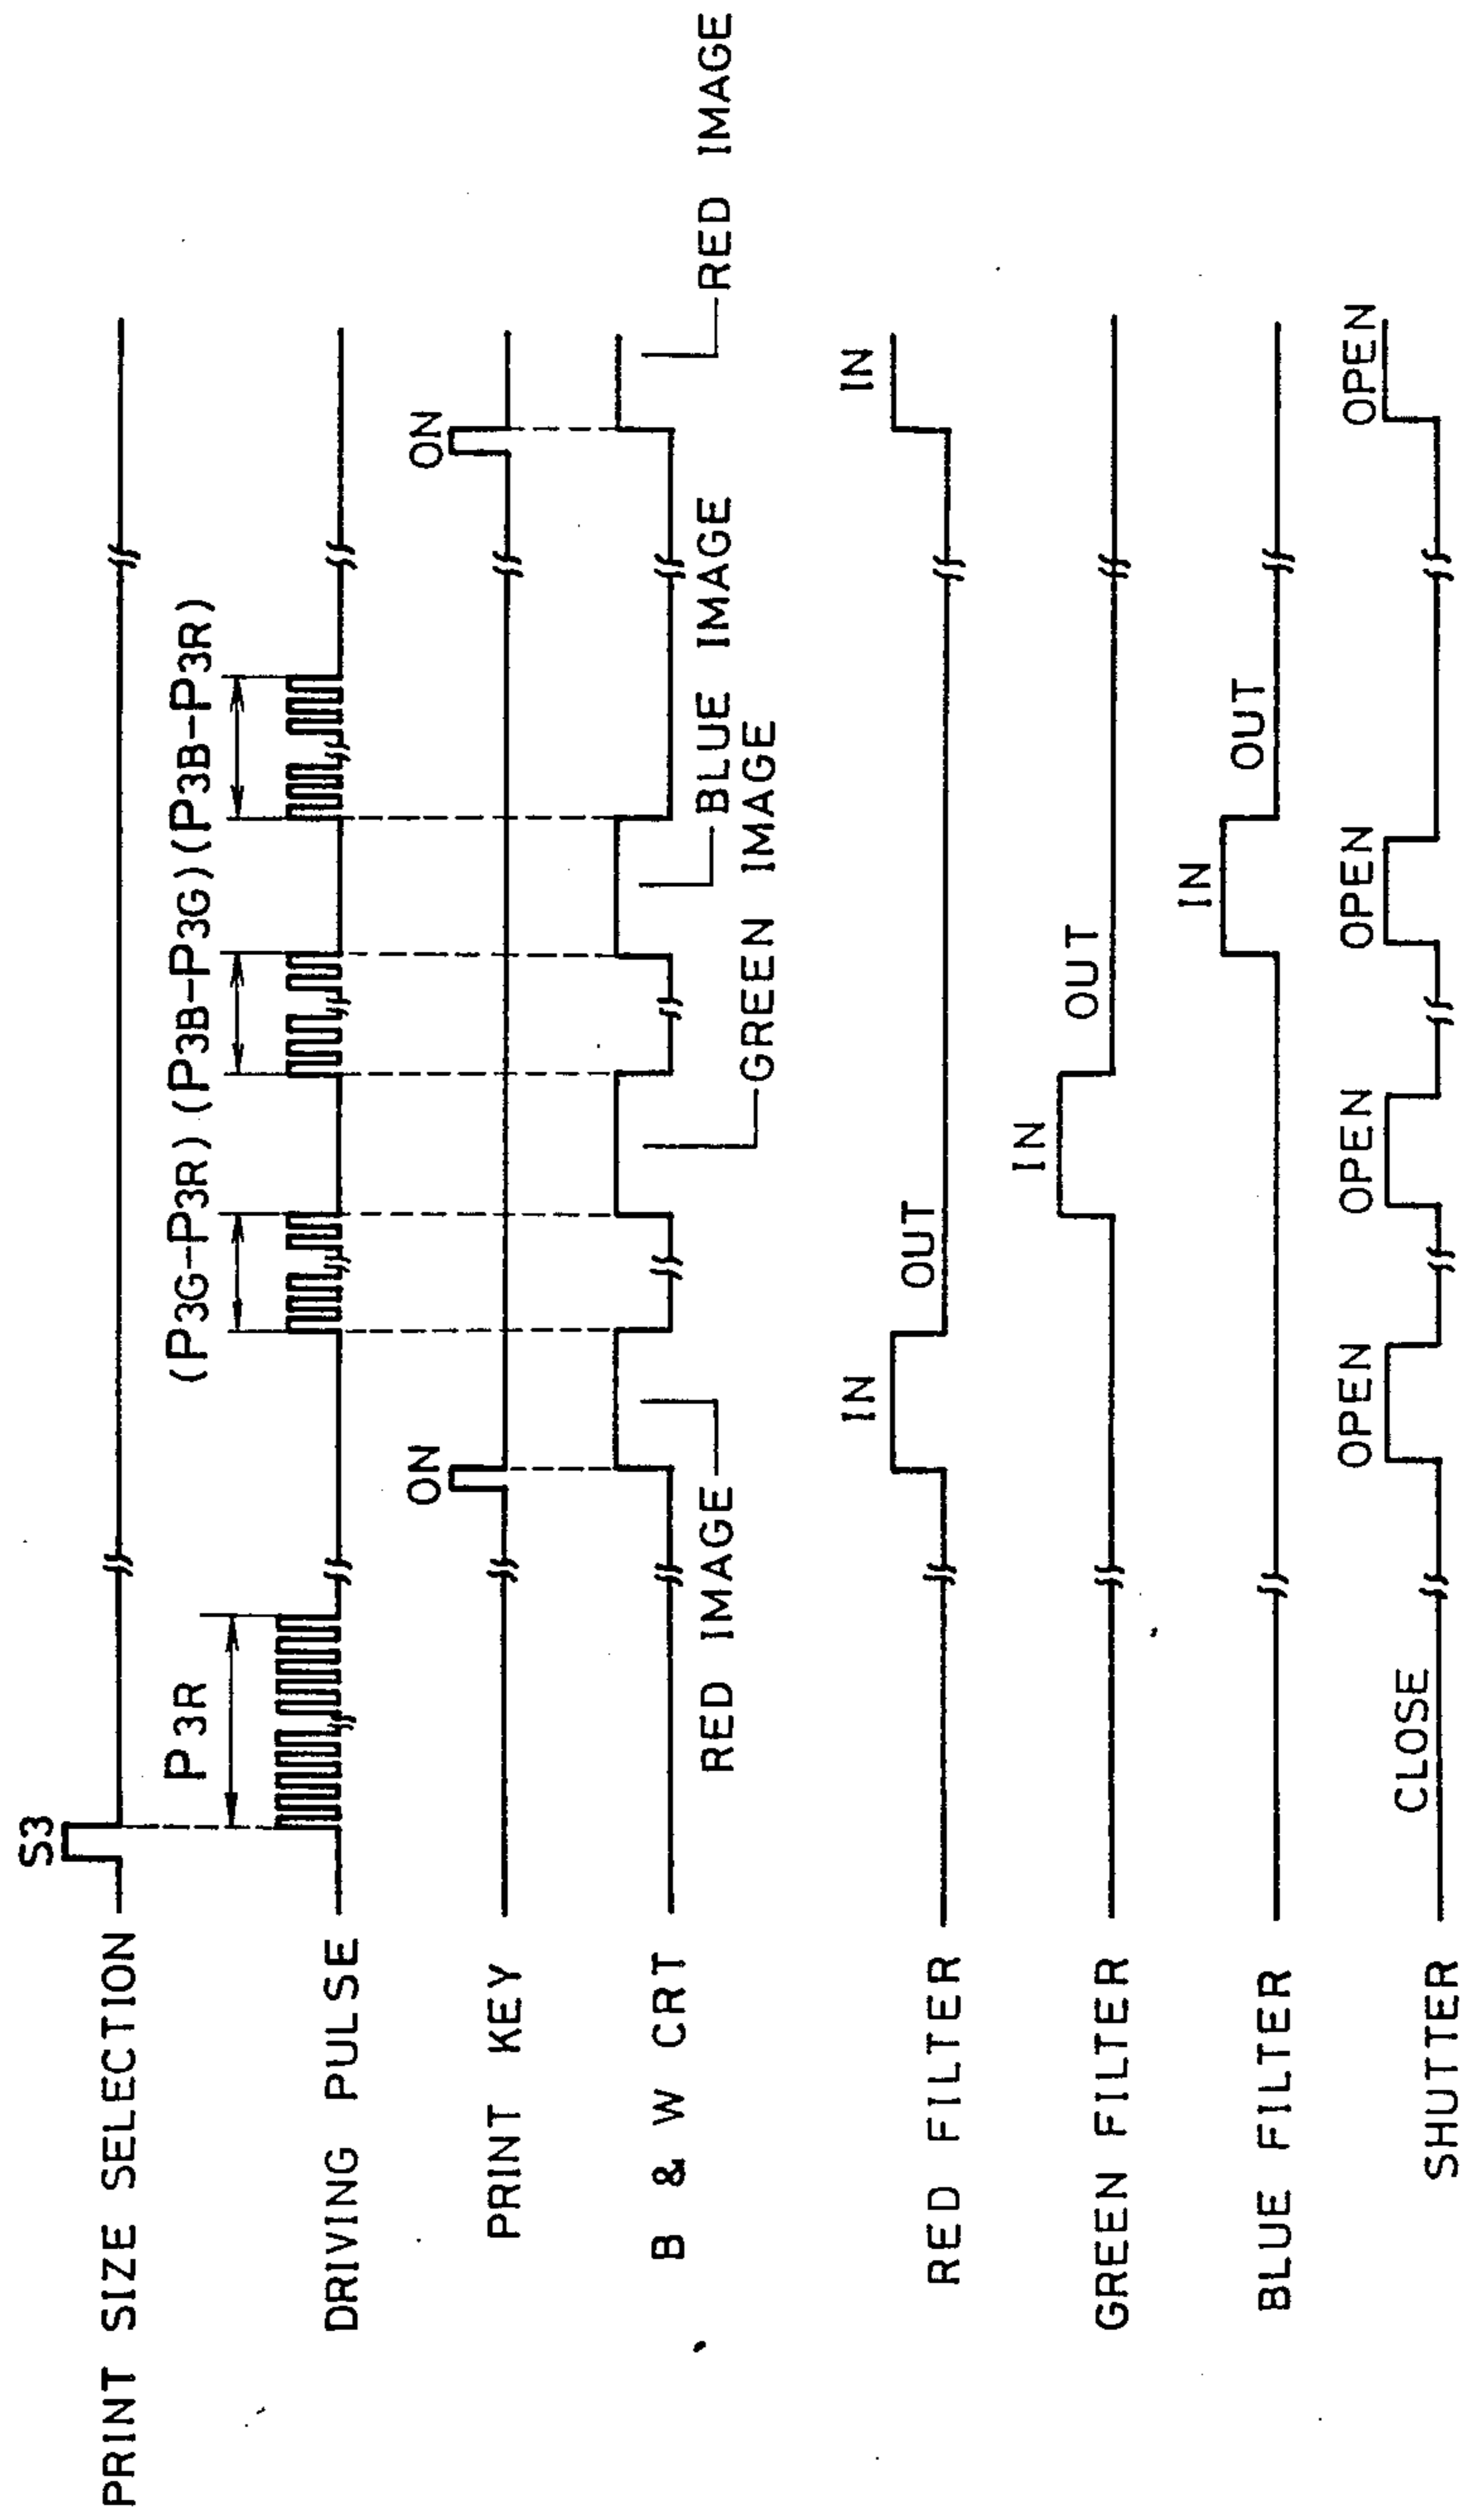 PRINT SIZE SELECTION
S3
DRIVING PULSE
P3R
(P3G-P3R) (P3B-P3G) (P3B-P3R)
PRINT KEY
ON
ON
B & W CRT
RED IMAGE
GREEN IMAGE
BLUE IMAGE
RED IMAGE
RED FILTER
IN
OUT
IN
GREEN FILTER
IN
OUT
BLUE FILTER
IN
OUT
SHUTTER
CLOSE
OPEN
OPEN
OPEN
OPEN